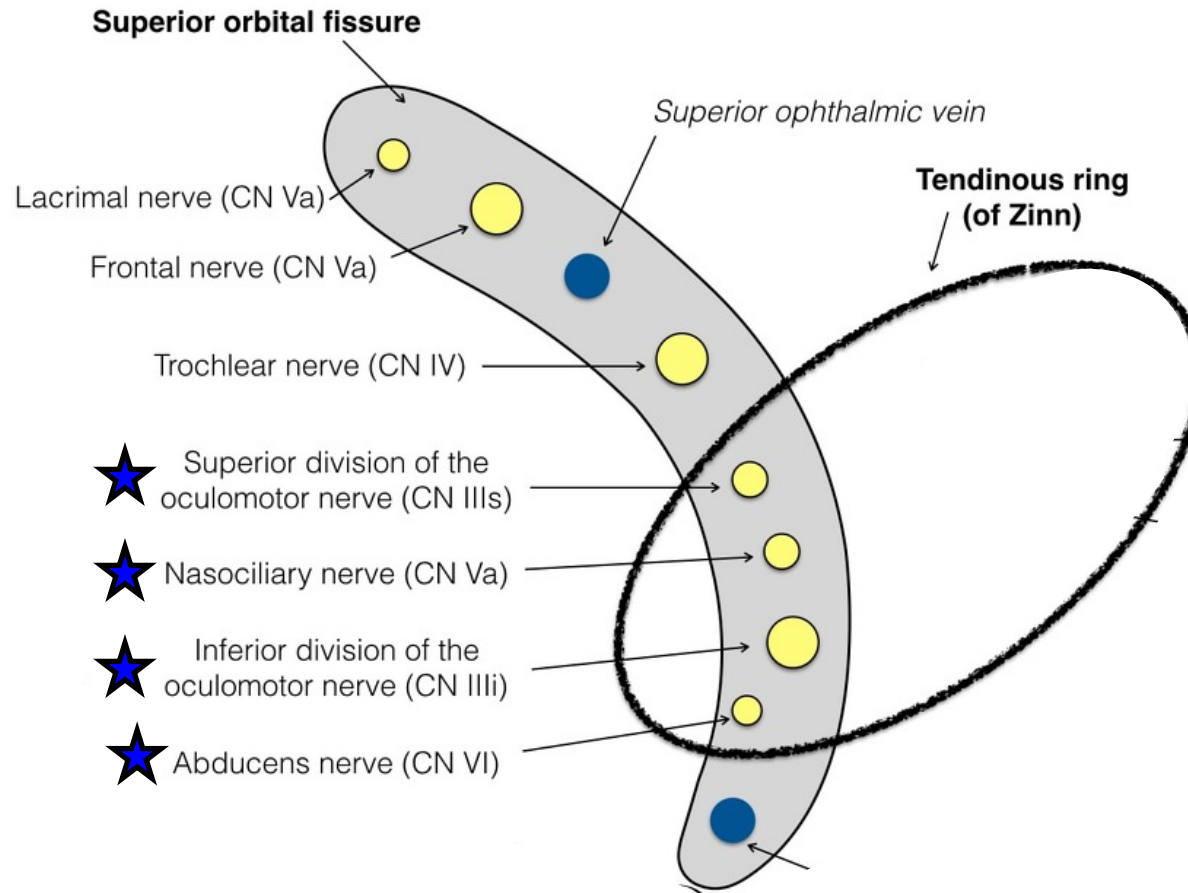 Superior orbital fissure
Superior ophthalmic vein
Tendinous ring
(of Zinn)
Lacrimal nerve (CN Va)
Frontal nerve (CN Va)
Trochlear nerve (CN IV)
Superior division of the
oculomotor nerve (CN IIIs)
Nasociliary nerve (CN Va)
Inferior division of the
oculomotor nerve (CN IIIi)
Abducens nerve (CN VI)